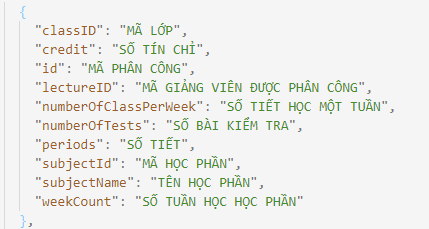 {
"classID": "MÃ LỚP",
"credit": "SỐ TÍN CHỈ",
"id": "MÃ PHÂN CÔNG",
"lectureID": "MÃ GIẢNG VIÊN ĐƯỢC PHÂN CÔNG",
"numberOfClassPerWeek": "SỐ TIẾT HỌC MỘT TUẦN",
"numberOfTests": "SỐ BÀI KIỂM TRA",
"periods": "SỐ TIẾT",
"subjectId": "MÃ HỌC PHẦN",
"subjectName": "TÊN HỌC PHẦN",
"weekCount": "SỐ TUẦN HỌC HỌC PHẦN"
},